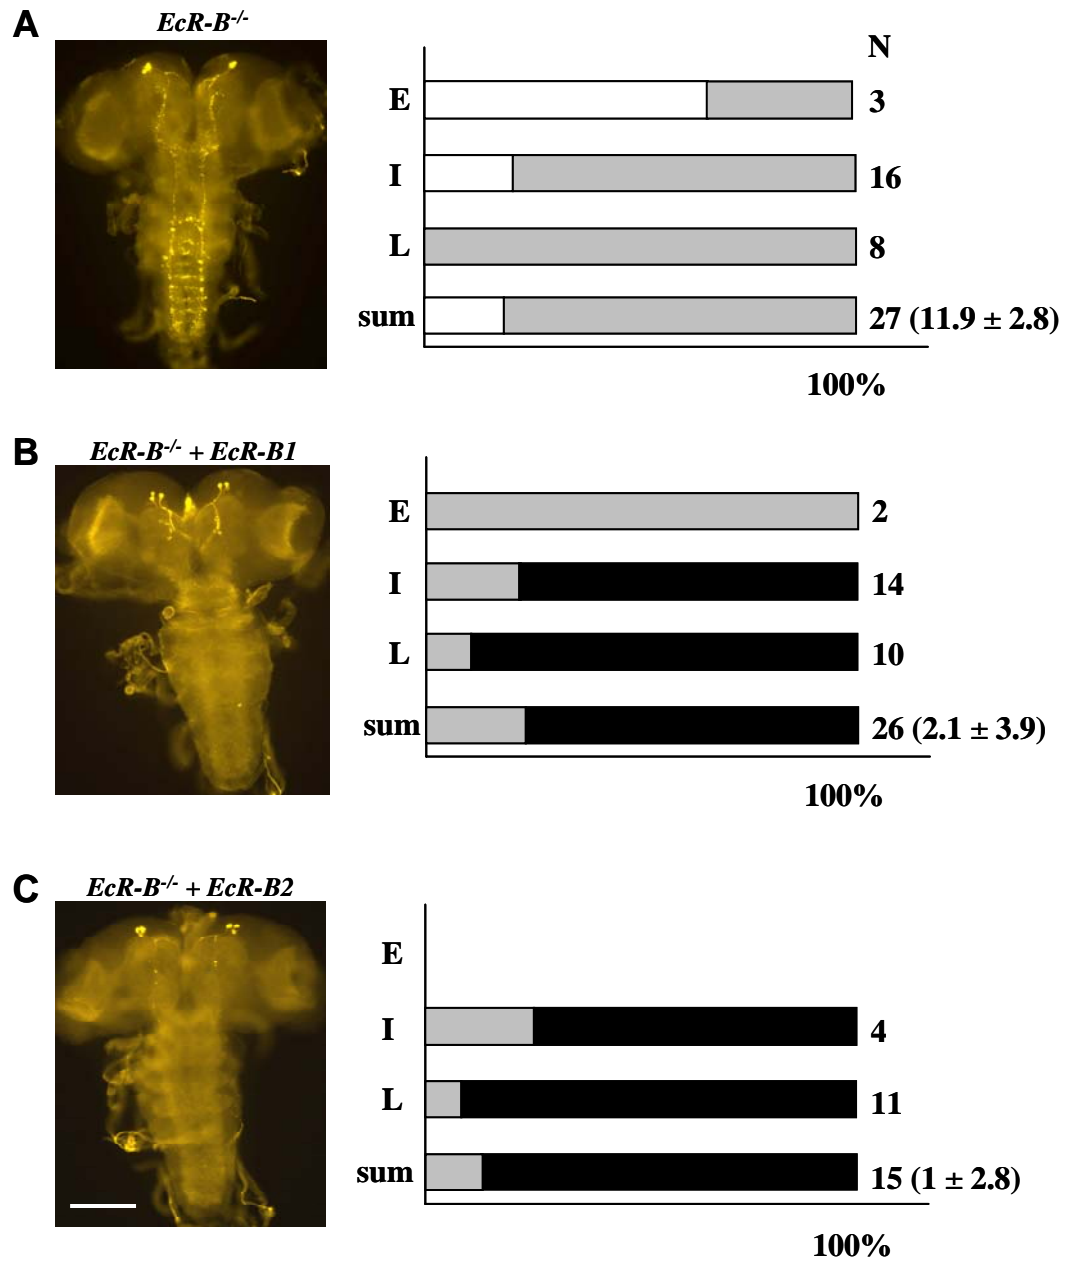 A
EcR-B-/-
N
E
3
I
16
L
8
sum
27 (11.9 ± 2.8)
100%
B
EcR-B-/- + EcR-B1
E
2
I
14
L
10
sum
26 (2.1 ± 3.9)
100%
C
EcR-B-/- + EcR-B2
E
I
4
L
11
sum
15 (1 ± 2.8)
100%